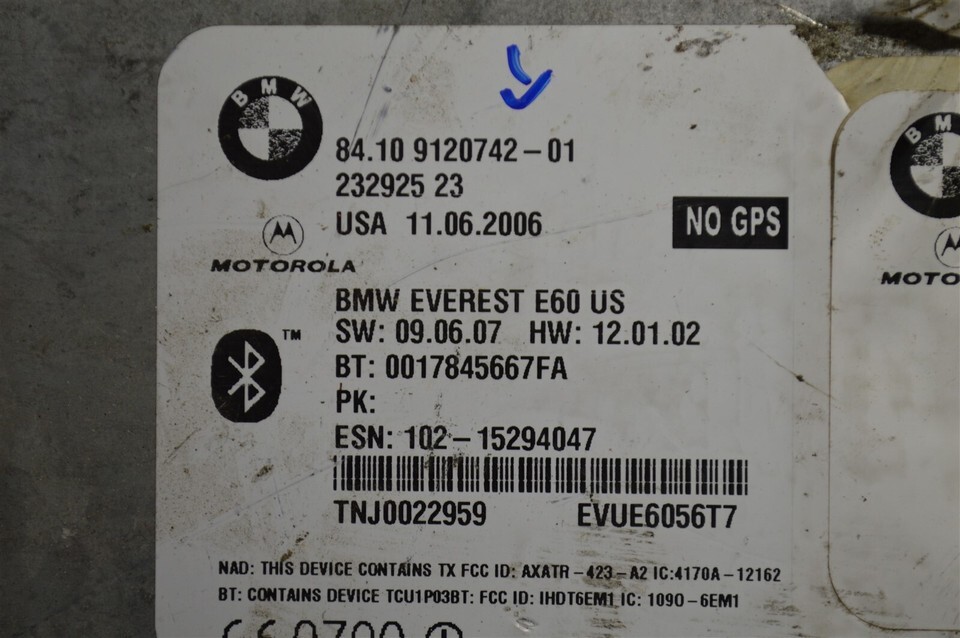 BMW
84.10 9120742-01
232925 23
USA 11.06.2006
NO GPS
MOTOROLA
BMW EVEREST E60 US
SW: 09.06.07 HW: 12.01.02
TM
BT: 0017845667FA
PK:
ESN: 102-15294047
TNJ0022959 EVUE6056T7
NAD: THIS DEVICE CONTAINS TX FCC ID: AXATR-423-A2 IC:4170A-12162
BT: CONTAINS DEVICE TCU1P03BT: FCC ID: IHDT6EM1 IC: 1090-6EM1
BM
MOTO